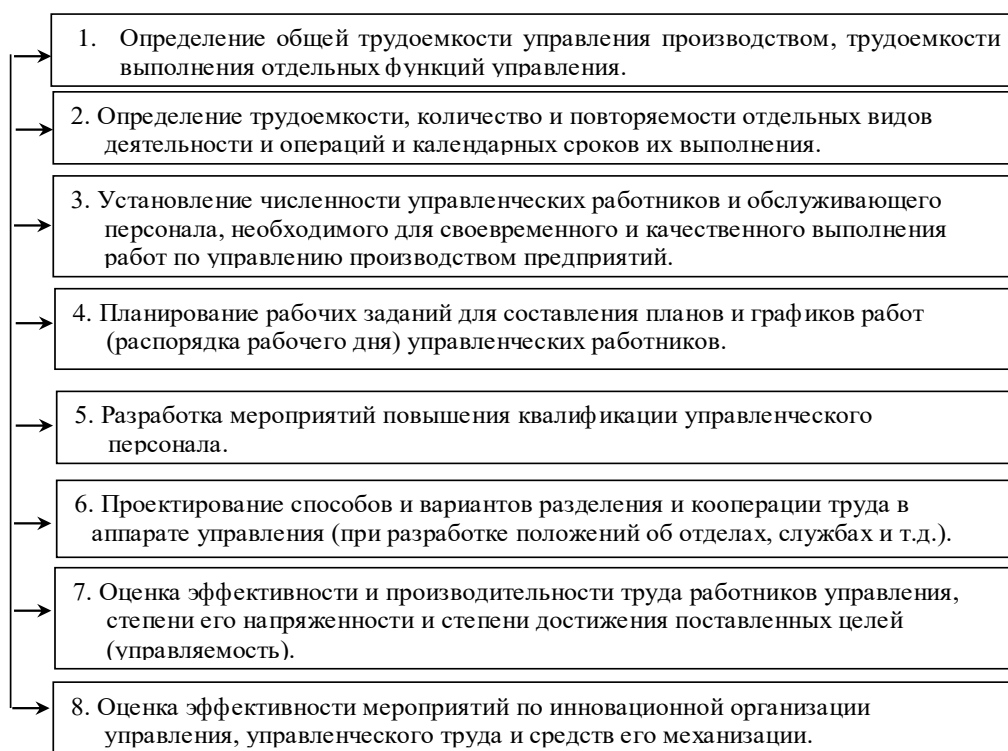 1. Определение общей трудоемкости управления производством, трудоемкости
выполнения отдельных функций управления.
2. Определение трудоемкости, количество и повторяемости отдельных видов
деятельности и операций и календарных сроков их выполнения.
3. Установление численности управленческих работников и обслуживающего
персонала, необходимого для своевременного и качественного выполнения
работ по управлению производством предприятий.
4. Планирование рабочих заданий для составления планов и графиков работ
(распорядка рабочего дня) управленческих работников.
5. Разработка мероприятий повышения квалификации управленческого
персонала.
6. Проектирование способов и вариантов разделения и кооперации труда в
аппарате управления (при разработке положений об отделах, службах и т.д.).
7. Оценка эффективности и производительности труда работников управления,
степени его напряженности и степени достижения поставленных целей
(управляемость).
8. Оценка эффективности мероприятий по инновационной организации
управления, управленческого труда и средств его механизации.